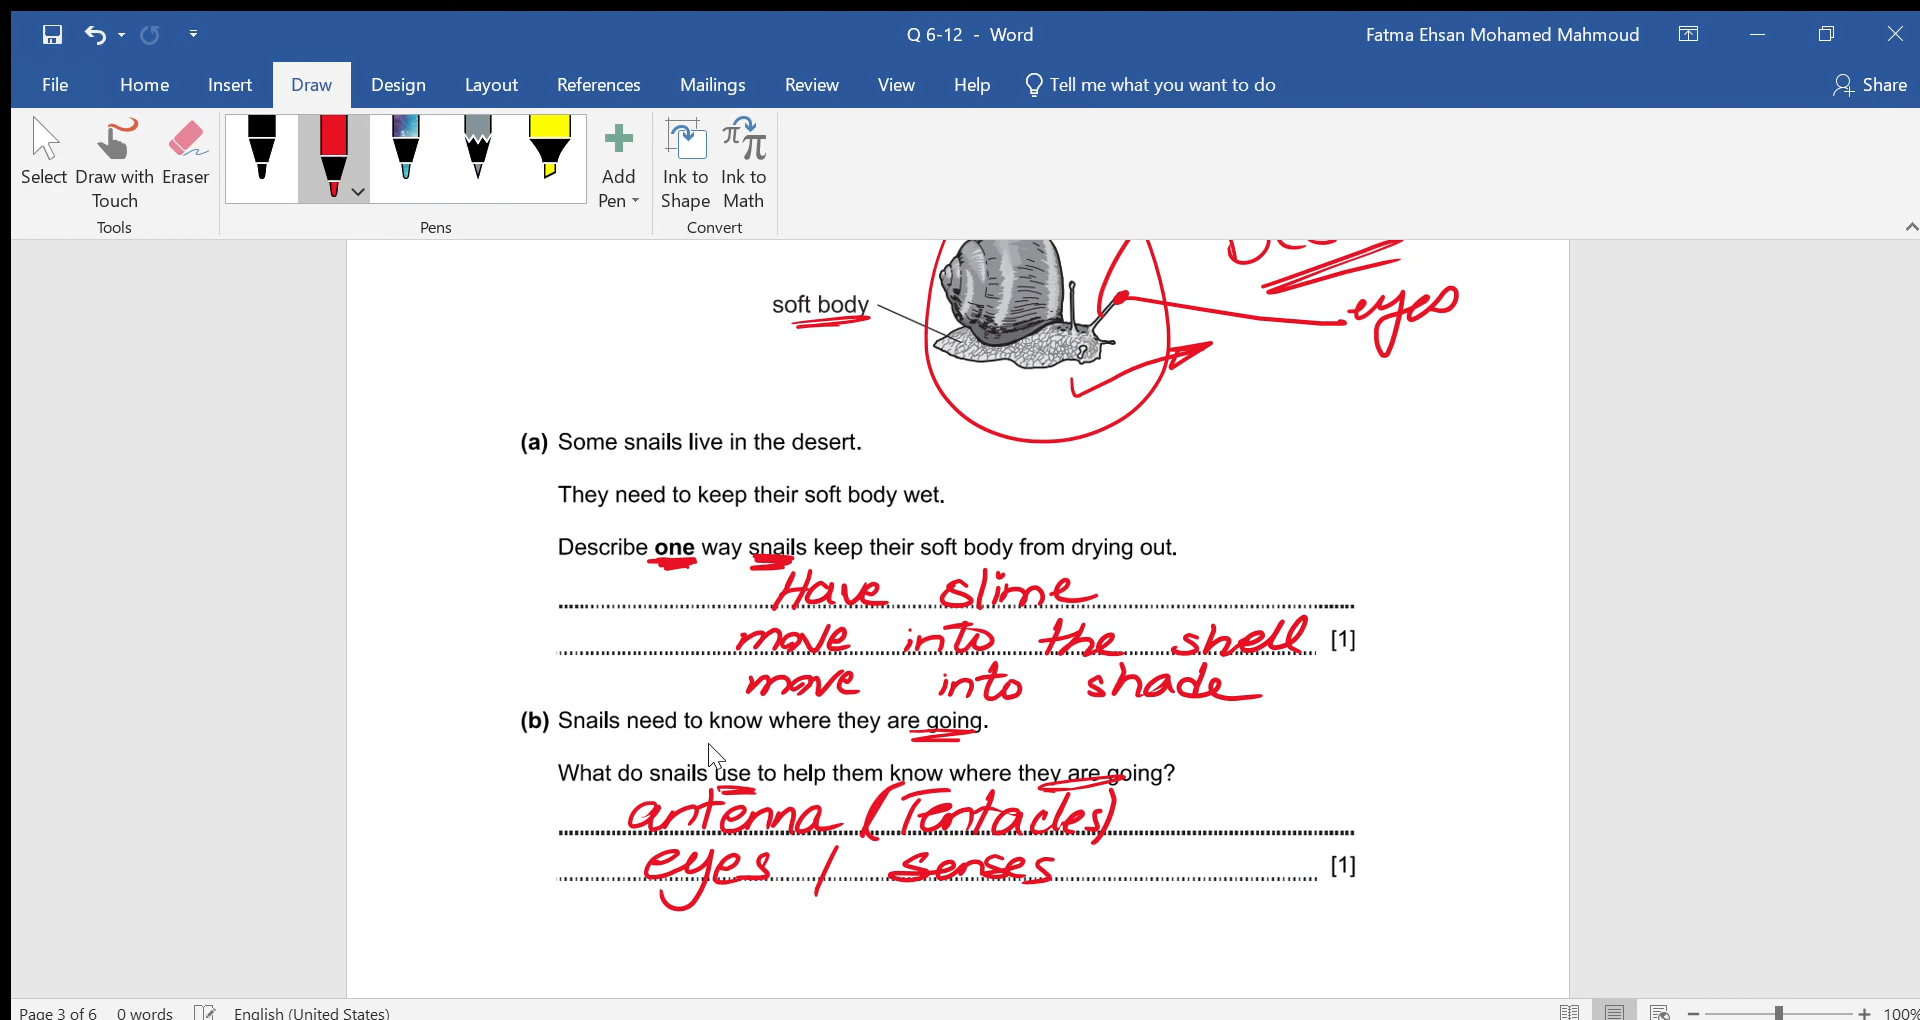 Q 6-12 - Word
Fatma Ehsan Mohamed Mahmoud
File Home Insert Draw Design Layout References Mailings Review View Help Tell me what you want to do Share
Select Draw with Touch Eraser Add Pen Ink to Shape Ink to Math
Tools Pens Convert
soft body
eyes
(a) Some snails live in the desert.
They need to keep their soft body wet.
Describe one way snails keep their soft body from drying out.
Have slime
move into the shell [1]
move into shade
(b) Snails need to know where they are going.
What do snails use to help them know where they are going?
antenna (Tentacles)
eyes / senses [1]
Page 3 of 6 0 words English (United States) 100%